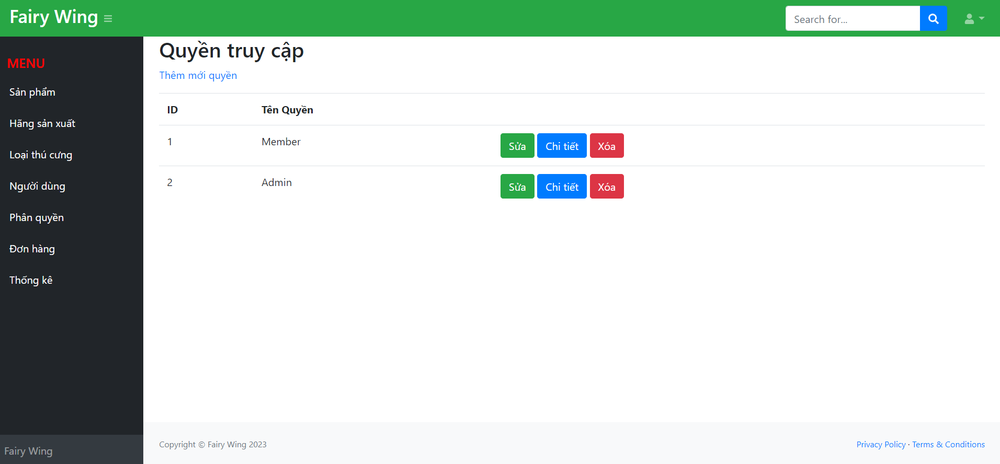 Fairy Wing
Search for...
MENU
Sản phẩm
Hãng sản xuất
Loại thú cưng
Người dùng
Phân quyền
Đơn hàng
Thống kê
Fairy Wing
Quyền truy cập
Thêm mới quyền
ID Tên Quyền
1 Member Sửa Chi tiết Xóa
2 Admin Sửa Chi tiết Xóa
Copyright © Fairy Wing 2023
Privacy Policy · Terms & Conditions